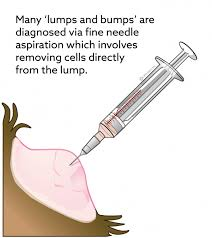 Many 'lumps and bumps' are
diagnosed via fine needle
aspiration which involves
removing cells directly
from the lump.